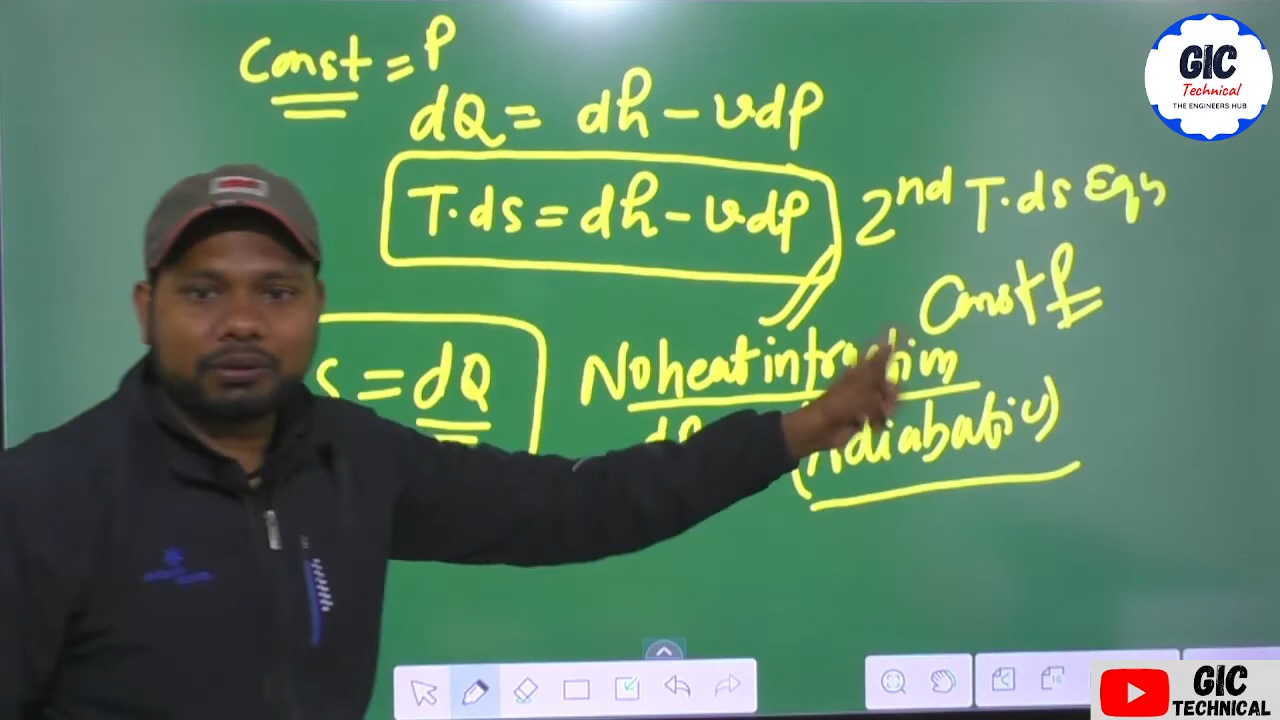 Const = P
dQ = dh - vdp
T.ds = dh - vdp
2nd T.ds Eqn
Const P
No heat intraction
s = dQ
(Adiabatic)
GIC
Technical
THE ENGINEERS HUB
GIC
TECHNICAL